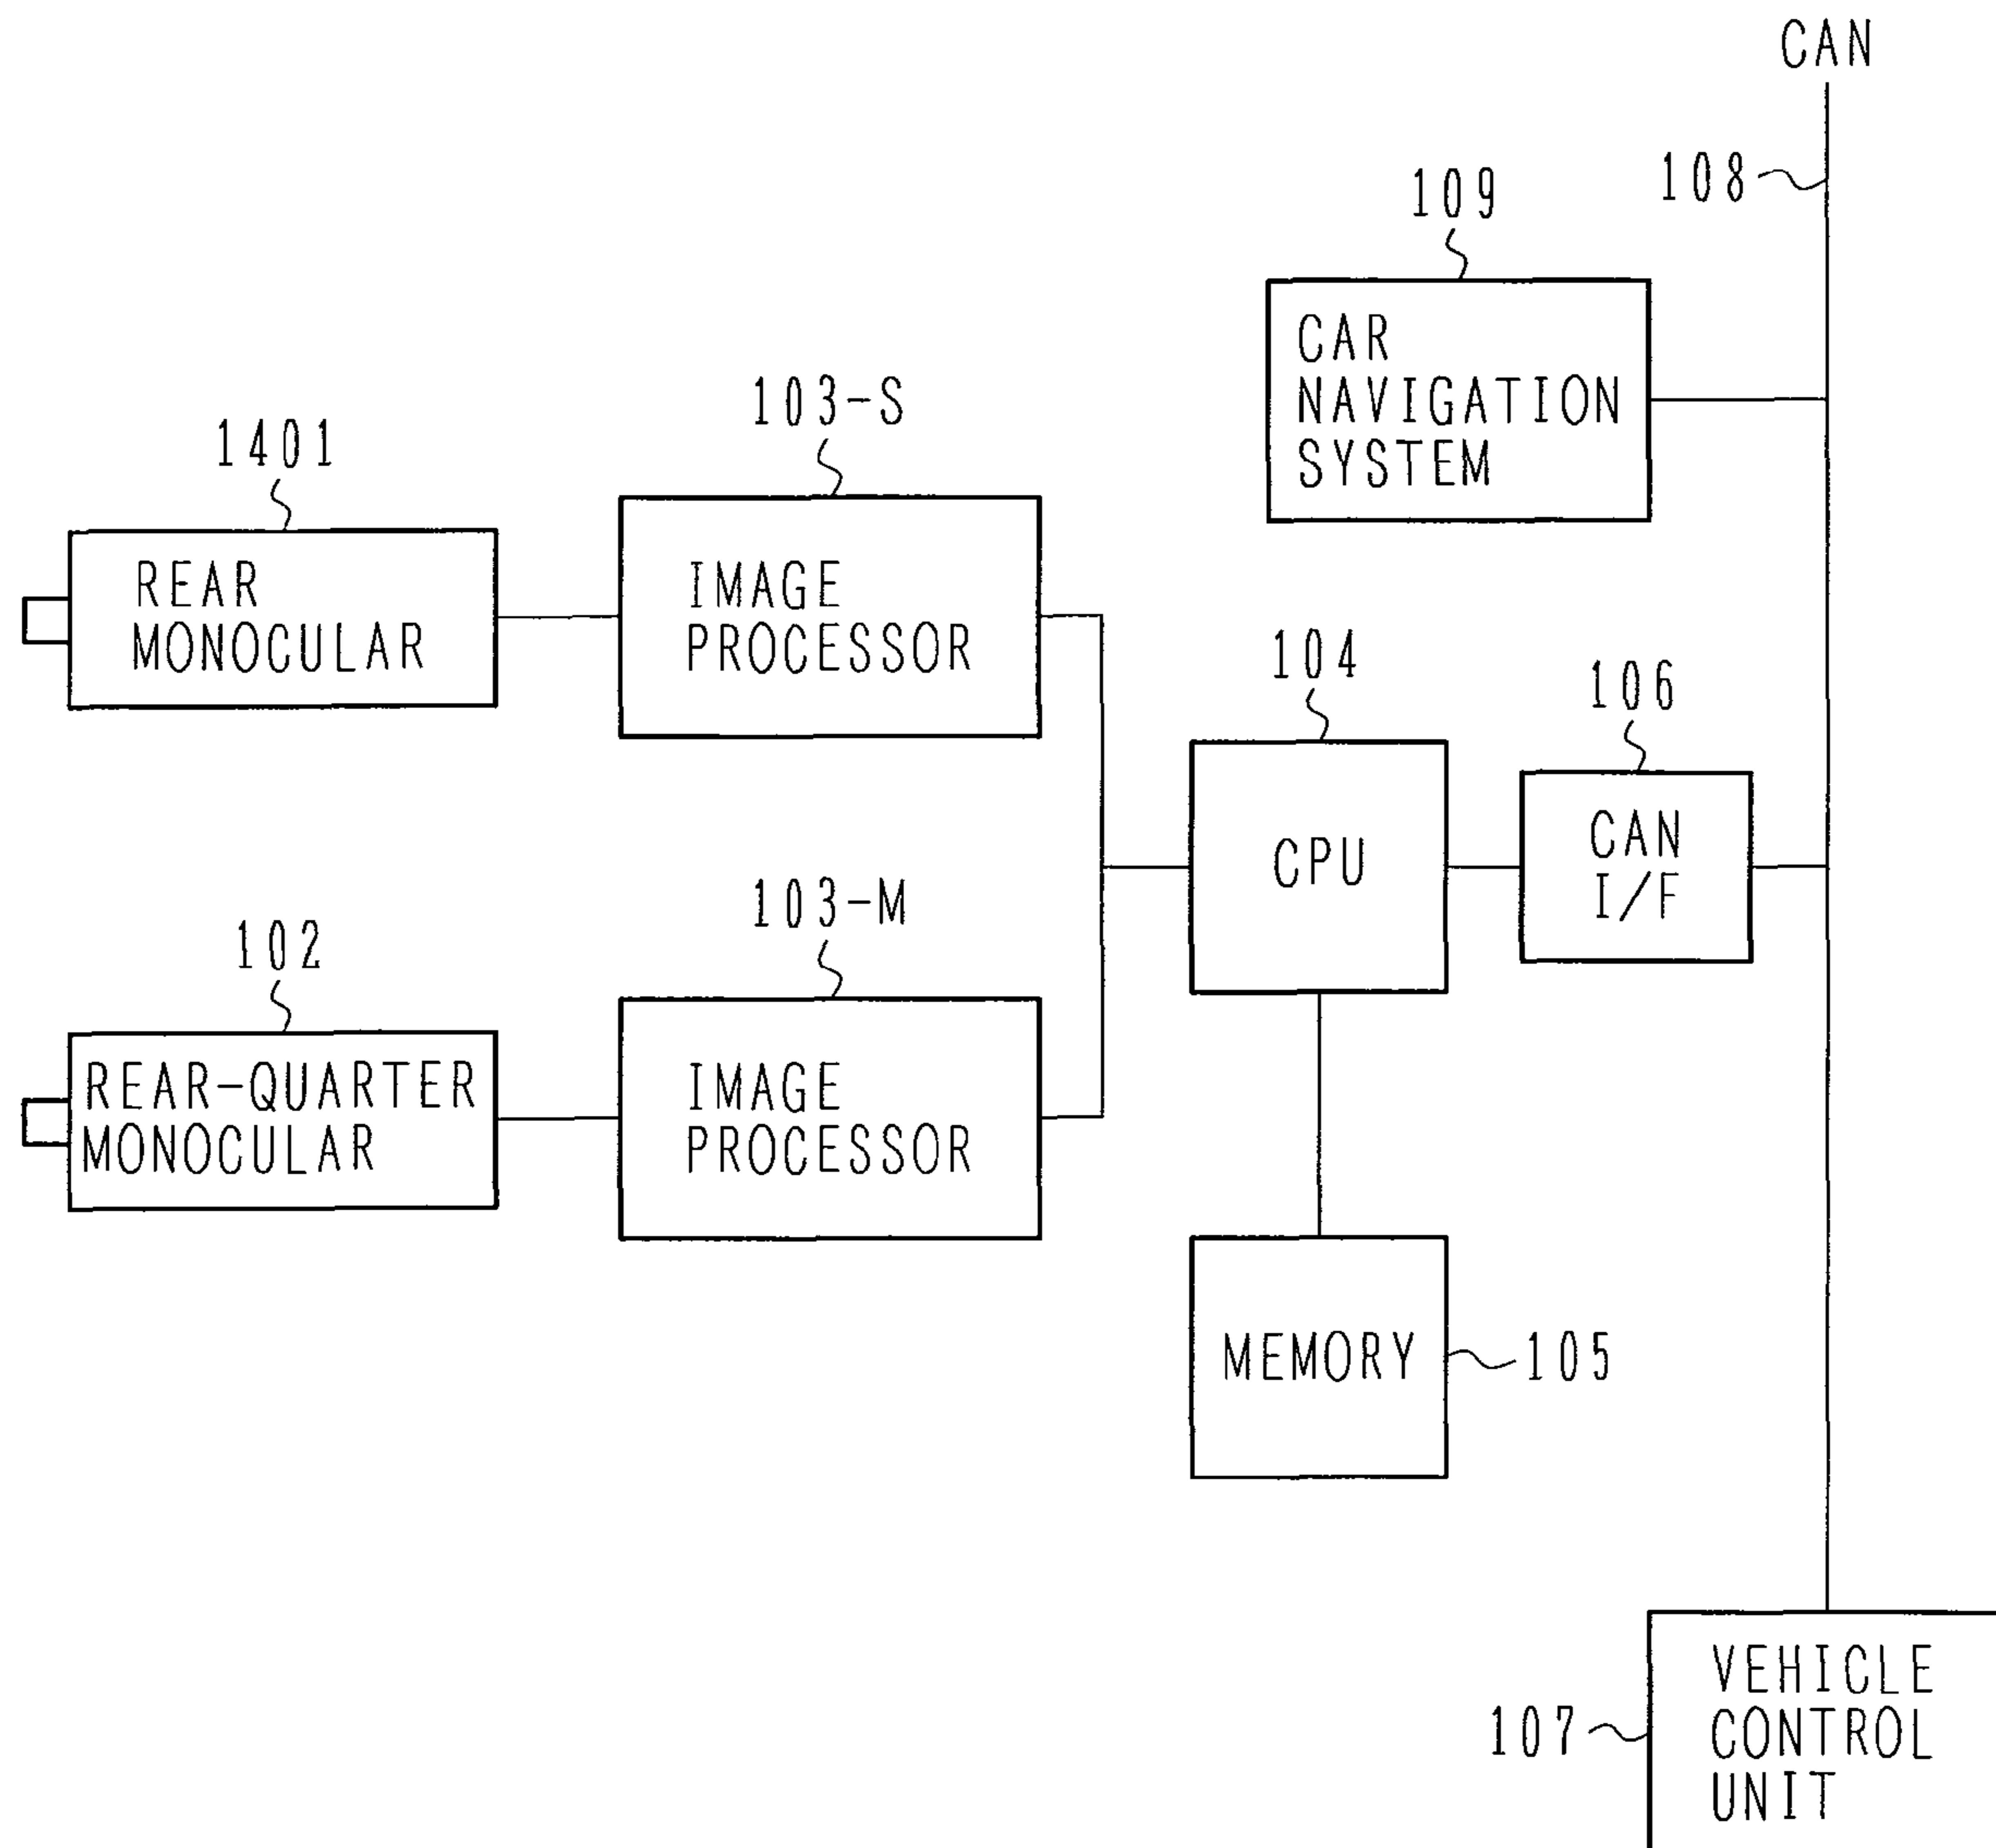 CAN
108
109
CAR
NAVIGATION
SYSTEM
103-S
1401
REAR
MONOCULAR
IMAGE
PROCESSOR
104
106
CPU
CAN
I/F
103-M
102
REAR-QUARTER
MONOCULAR
IMAGE
PROCESSOR
MEMORY
105
107
VEHICLE
CONTROL
UNIT